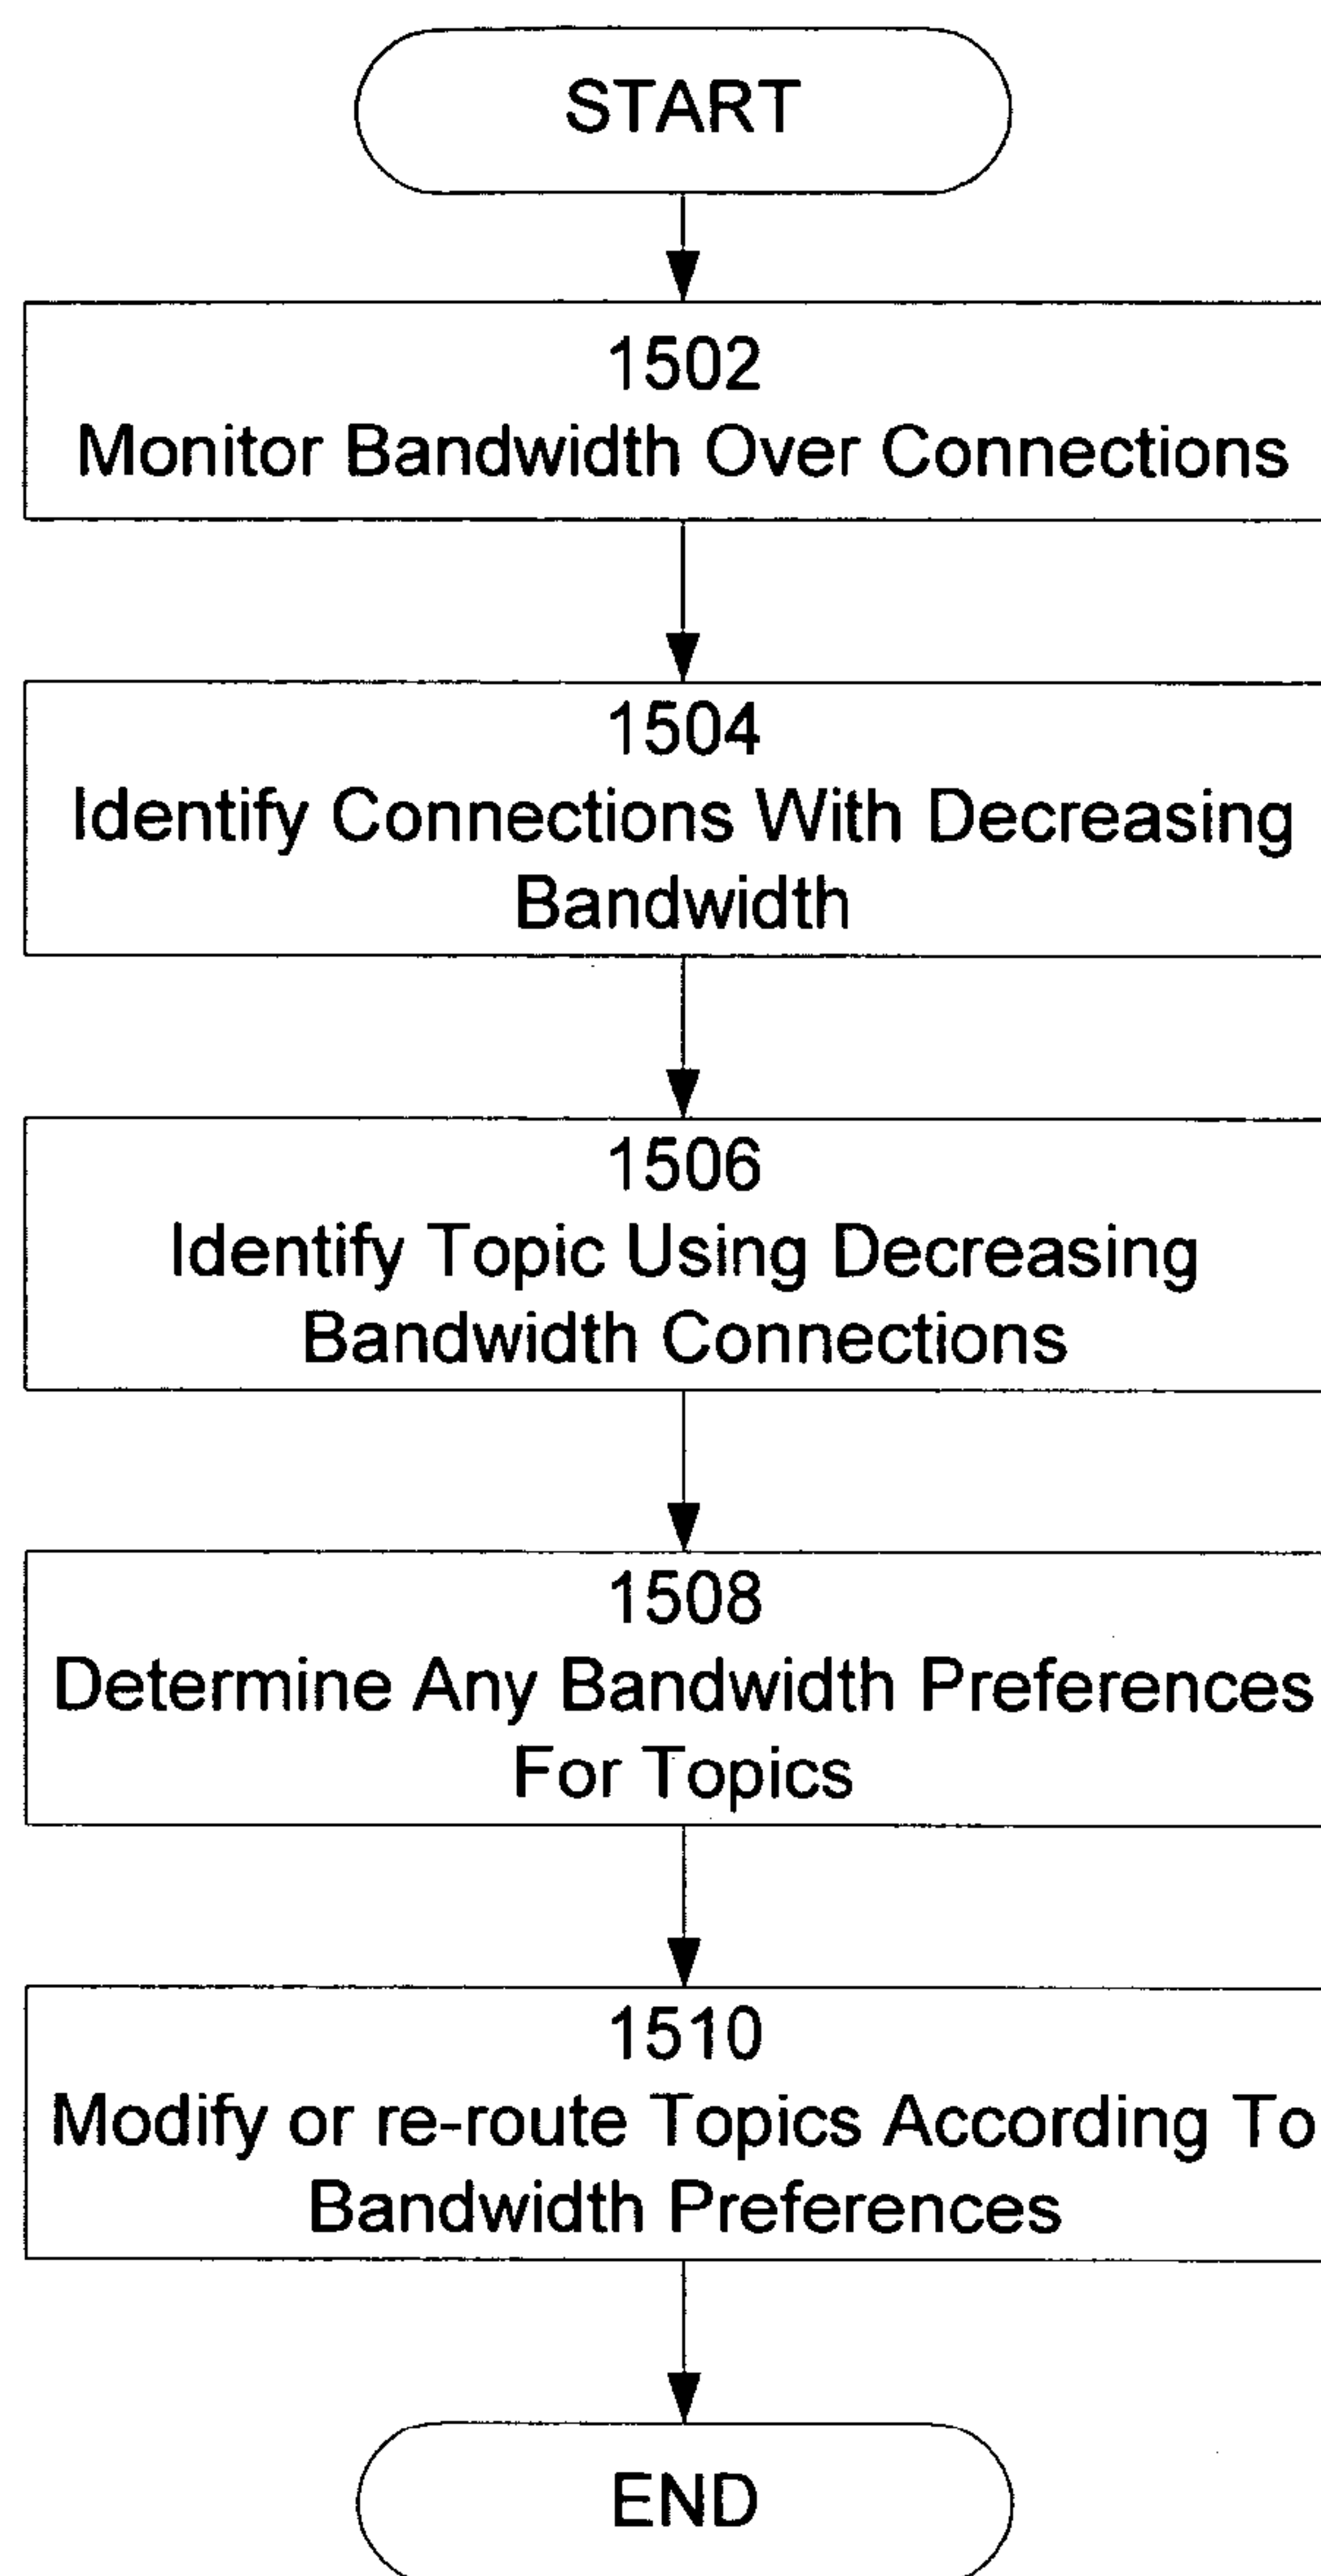 START
1502
Monitor Bandwidth Over Connections
1504
Identify Connections With Decreasing
Bandwidth
1506
Identify Topic Using Decreasing
Bandwidth Connections
1508
Determine Any Bandwidth Preferences
For Topics
1510
Modify or re-route Topics According To
Bandwidth Preferences
END